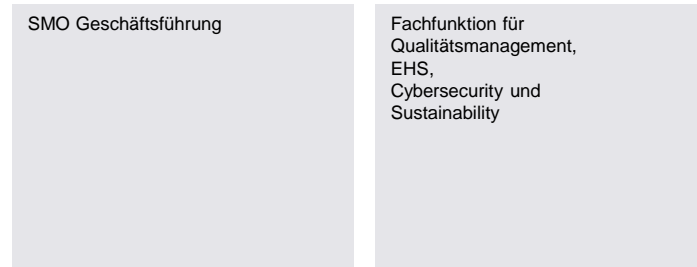 SMO Geschäftsführung
Fachfunktion für
Qualitätsmanagement,
EHS,
Cybersecurity und
Sustainability